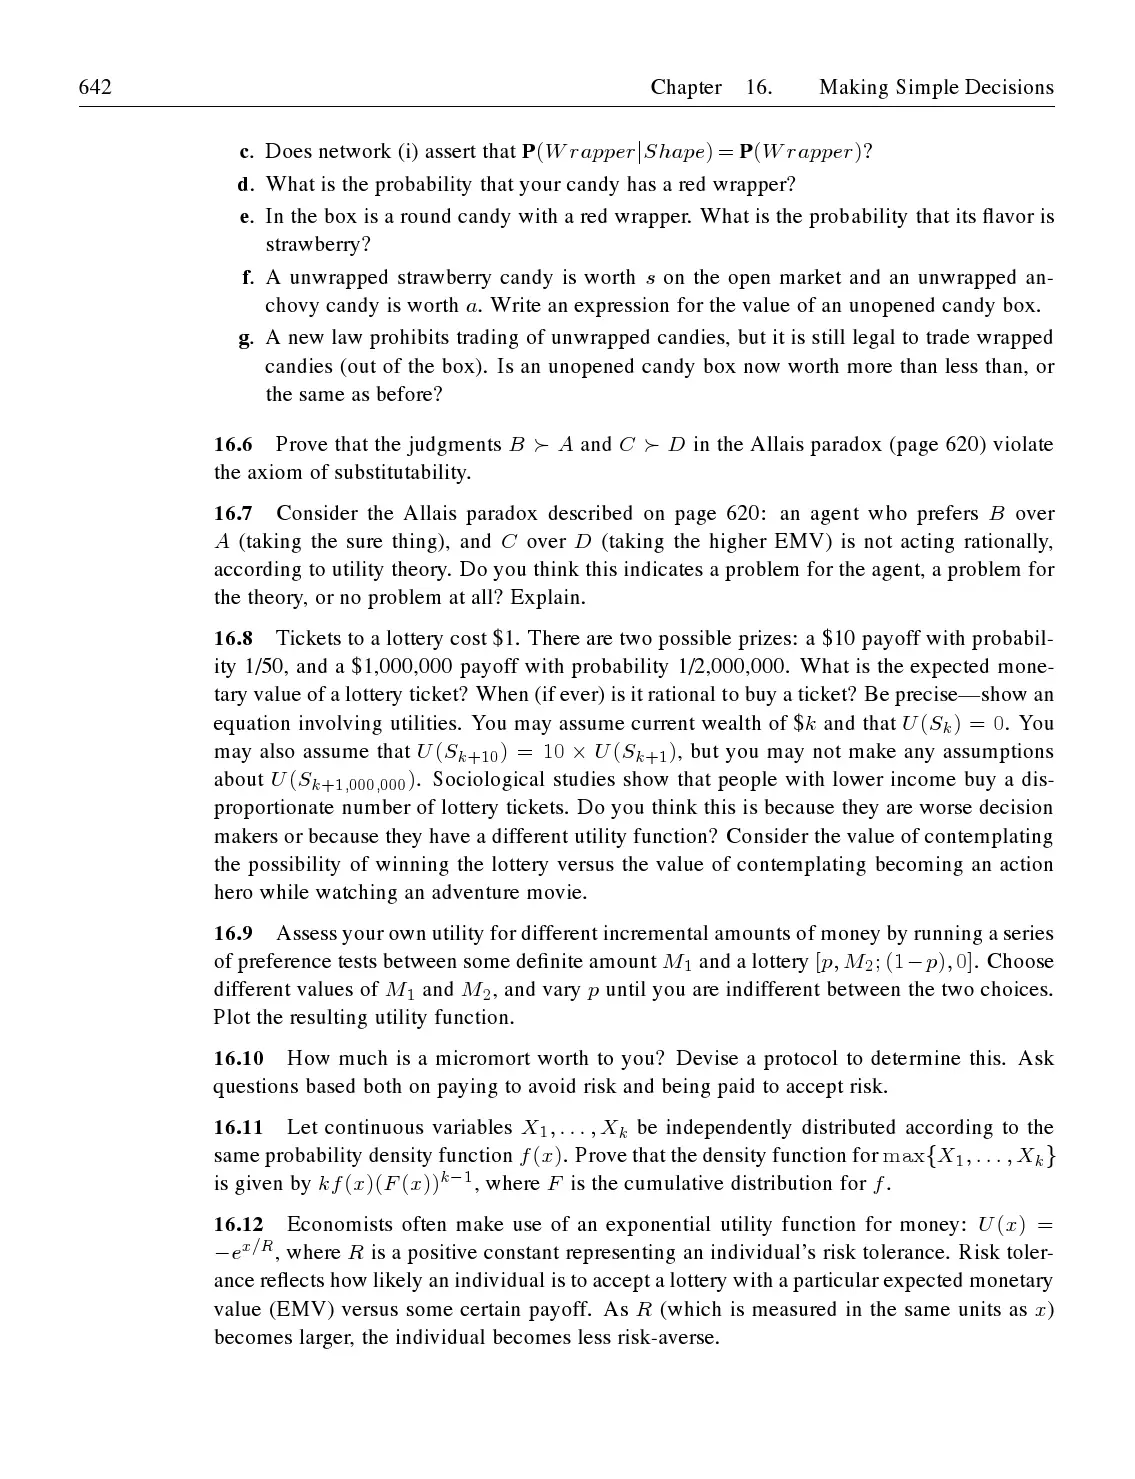 642 Chapter 16. Making Simple Decisions
c. Does network (i) assert that P(Wrapper|Shape) = P(Wrapper)?
d. What is the probability that your candy has a red wrapper?
e. In the box is a round candy with a red wrapper. What is the probability that its flavor is
strawberry?
f. A unwrapped strawberry candy is worth s on the open market and an unwrapped an-
chovy candy is worth a. Write an expression for the value of an unopened candy box.
g. A new law prohibits trading of unwrapped candies, but it is still legal to trade wrapped
candies (out of the box). Is an unopened candy box now worth more than less than, or
the same as before?
16.6 Prove that the judgments B ≻ A and C ≻ D in the Allais paradox (page 620) violate
the axiom of substitutability.
16.7 Consider the Allais paradox described on page 620: an agent who prefers B over
A (taking the sure thing), and C over D (taking the higher EMV) is not acting rationally,
according to utility theory. Do you think this indicates a problem for the agent, a problem for
the theory, or no problem at all? Explain.
16.8 Tickets to a lottery cost $1. There are two possible prizes: a $10 payoff with probabil-
ity 1/50, and a $1,000,000 payoff with probability 1/2,000,000. What is the expected mone-
tary value of a lottery ticket? When (if ever) is it rational to buy a ticket? Be precise—show an
equation involving utilities. You may assume current wealth of $k and that U(Sₖ) = 0. You
may also assume that U(Sₖ₊₁₀) = 10 × U(Sₖ₊₁), but you may not make any assumptions
about U(Sₖ₊₁,₀₀₀,₀₀₀). Sociological studies show that people with lower income buy a dis-
proportionate number of lottery tickets. Do you think this is because they are worse decision
makers or because they have a different utility function? Consider the value of contemplating
the possibility of winning the lottery versus the value of contemplating becoming an action
hero while watching an adventure movie.
16.9 Assess your own utility for different incremental amounts of money by running a series
of preference tests between some definite amount M₁ and a lottery [p, M₂; (1−p), 0]. Choose
different values of M₁ and M₂, and vary p until you are indifferent between the two choices.
Plot the resulting utility function.
16.10 How much is a micromort worth to you? Devise a protocol to determine this. Ask
questions based both on paying to avoid risk and being paid to accept risk.
16.11 Let continuous variables X₁, . . . , Xₖ be independently distributed according to the
same probability density function f(x). Prove that the density function for max{X₁, . . . , Xₖ}
is given by kf(x)(F(x))ᵏ⁻¹, where F is the cumulative distribution for f.
16.12 Economists often make use of an exponential utility function for money: U(x) =
−e^{x/R}, where R is a positive constant representing an individual's risk tolerance. Risk toler-
ance reflects how likely an individual is to accept a lottery with a particular expected monetary
value (EMV) versus some certain payoff. As R (which is measured in the same units as x)
becomes larger, the individual becomes less risk-averse.